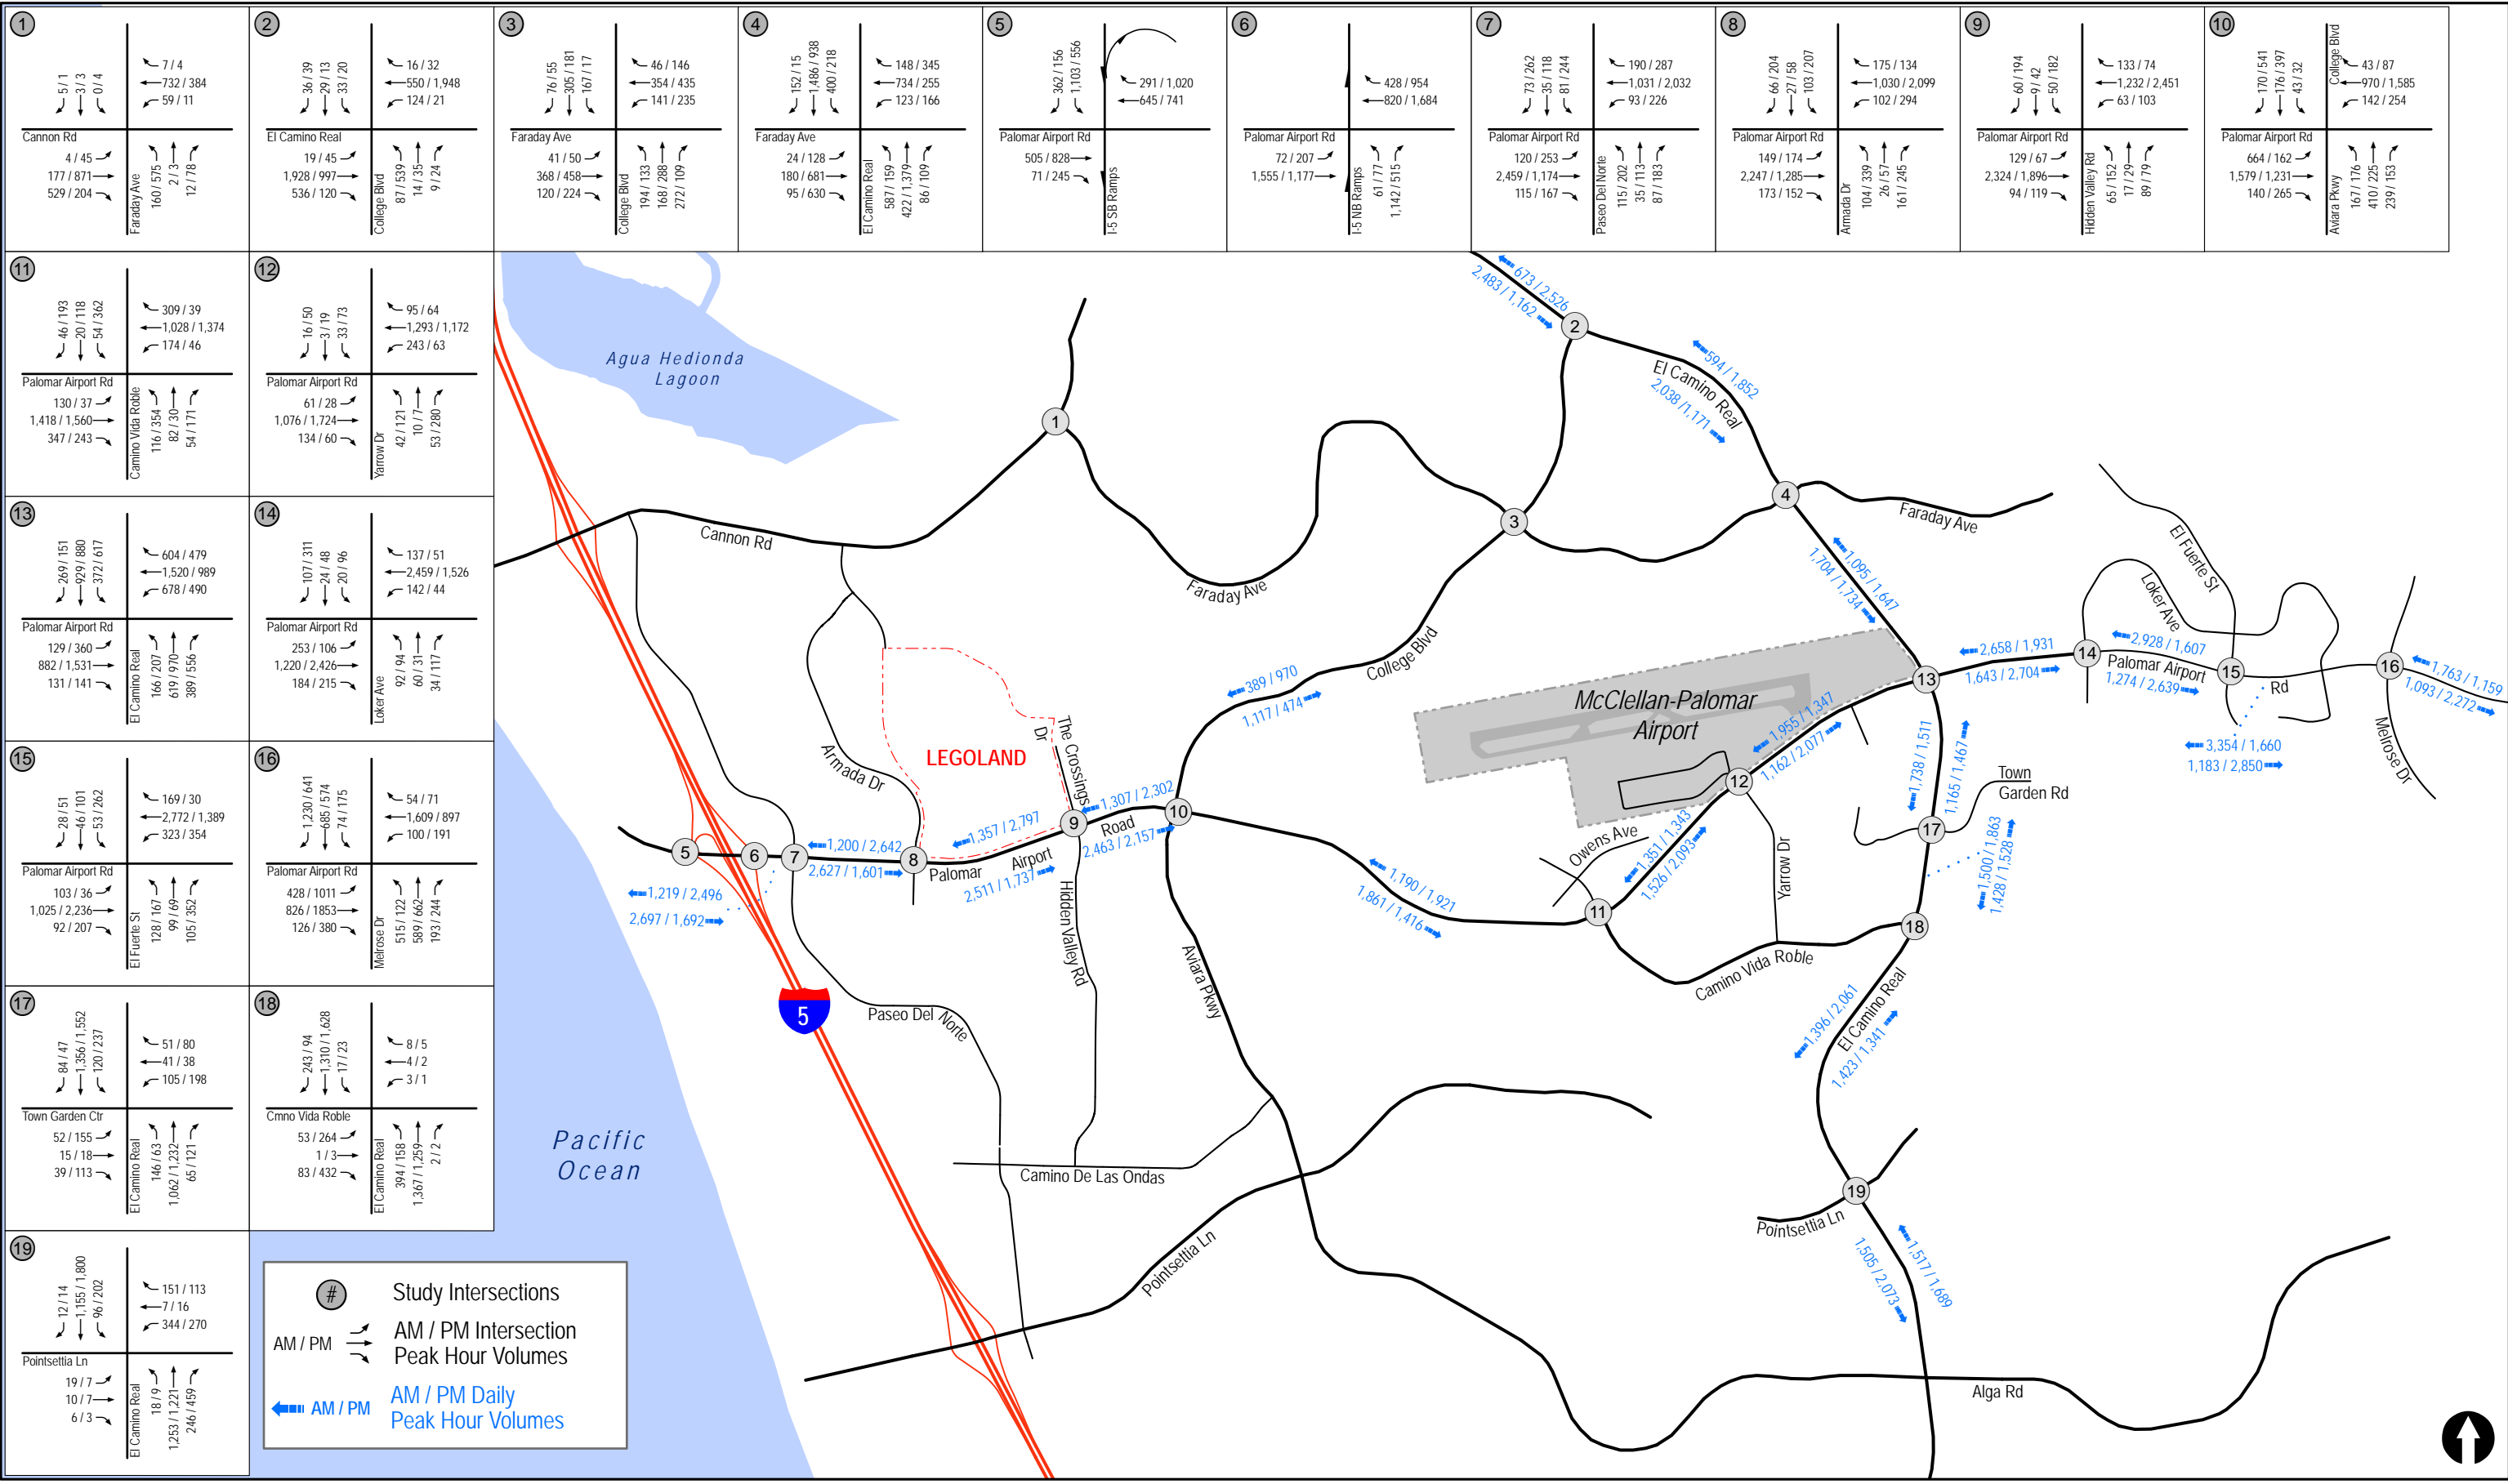 1
5 / 1
3 / 3
0 / 4
7 / 4
732 / 384
59 / 11
Cannon Rd
4 / 45
177 / 871
529 / 204
Faraday Ave
160 / 575
2 / 3
12 / 78
2
36 / 39
29 / 13
33 / 20
16 / 32
550 / 1,948
124 / 21
El Camino Real
19 / 45
1,928 / 997
536 / 120
College Blvd
87 / 539
14 / 35
9 / 24
3
76 / 55
305 / 181
167 / 17
46 / 146
354 / 435
141 / 235
Faraday Ave
41 / 50
368 / 458
120 / 224
College Blvd
194 / 133
168 / 288
272 / 109
4
152 / 15
1,486 / 938
400 / 218
148 / 345
734 / 255
123 / 166
Faraday Ave
24 / 128
180 / 681
95 / 630
El Camino Real
587 / 159
422 / 1,379
86 / 109
5
362 / 156
1,103 / 556
291 / 1,020
645 / 741
Palomar Airport Rd
505 / 828
71 / 245
I-5 SB Ramps
6
428 / 954
820 / 1,684
Palomar Airport Rd
72 / 207
1,555 / 1,177
I-5 NB Ramps
61 / 77
1,142 / 515
7
73 / 262
35 / 118
81 / 244
190 / 287
1,031 / 2,032
93 / 226
Palomar Airport Rd
120 / 253
2,459 / 1,174
115 / 167
Paseo Del Norte
115 / 202
35 / 113
87 / 183
8
66 / 204
27 / 58
103 / 207
175 / 134
1,030 / 2,099
102 / 294
Palomar Airport Rd
149 / 174
2,247 / 1,285
173 / 152
Armada Dr
104 / 339
26 / 57
161 / 245
9
60 / 194
9 / 42
50 / 182
133 / 74
1,232 / 2,451
63 / 103
Palomar Airport Rd
129 / 67
2,324 / 1,896
94 / 119
Hidden Valley Rd
65 / 152
17 / 29
89 / 79
10
170 / 541
176 / 397
43 / 32
College Blvd
43 / 87
970 / 1,585
142 / 254
Palomar Airport Rd
664 / 162
1,579 / 1,231
140 / 265
Aviara Pkwy
167 / 176
410 / 225
239 / 153
11
46 / 193
20 / 118
54 / 362
309 / 39
1,028 / 1,374
174 / 46
Palomar Airport Rd
130 / 37
1,418 / 1,560
347 / 243
Camino Vida Roble
116 / 354
82 / 30
54 / 171
12
16 / 50
3 / 19
33 / 73
95 / 64
1,293 / 1,172
243 / 63
Palomar Airport Rd
61 / 28
1,076 / 1,724
134 / 60
Yarrow Dr
42 / 121
10 / 7
53 / 280
13
269 / 151
929 / 880
372 / 617
604 / 479
1,520 / 989
678 / 490
Palomar Airport Rd
129 / 360
882 / 1,531
131 / 141
El Camino Real
166 / 207
619 / 970
389 / 556
14
107 / 311
24 / 48
20 / 96
137 / 51
2,459 / 1,526
142 / 44
Palomar Airport Rd
253 / 106
1,220 / 2,426
184 / 215
Loker Ave
92 / 94
60 / 31
34 / 117
15
28 / 51
46 / 101
53 / 262
169 / 30
2,772 / 1,389
323 / 354
Palomar Airport Rd
103 / 36
1,025 / 2,236
92 / 207
El Fuerte St
128 / 167
99 / 69
105 / 352
16
1,230 / 641
685 / 574
74 / 175
54 / 71
1,609 / 897
100 / 191
Palomar Airport Rd
428 / 1011
826 / 1853
126 / 380
Melrose Dr
515 / 122
589 / 662
193 / 244
17
84 / 47
1,356 / 1,552
120 / 237
51 / 80
41 / 38
105 / 198
Town Garden Ctr
52 / 155
15 / 18
39 / 113
El Camino Real
146 / 633
1,062 / 1,232
65 / 121
18
243 / 94
1,310 / 1,628
17 / 23
8 / 5
4 / 2
3 / 1
Cmno Vida Roble
53 / 264
1 / 3
83 / 432
El Camino Real
394 / 158
1,367 / 1,259
2 / 2
19
12 / 14
1,155 / 1,800
96 / 202
151 / 113
7 / 16
344 / 270
Pointsettia Ln
19 / 7
10 / 7
6 / 3
El Camino Real
18 / 9
1,253 / 1,221
246 / 459
673 / 2,526
2,483 / 1,162
2
594 / 1,852
El Camino Real
2,038 /1,171
Agua Hedionda
Lagoon
1
3
4
Faraday Ave
Cannon Rd
Faraday Ave
1,095 / 1,647
1,704 / 1,734
El Fuerte St
Loker Ave
College Blvd
389 / 970
1,117 / 474
McClellan-Palomar
Airport
13
2,658 / 1,931
1,643 / 2,704
14
2,928 / 1,607
Palomar Airport
Rd
1,274 / 2,639
15
16
1,763 / 1,159
1,093 / 2,272
Melrose Dr
3,354 / 1,660
1,183 / 2,850
1,955 / 1,347
1,162 / 2,077
12
1,738 / 1,511
1,165 / 1,467
Town
Garden Rd
17
1,500 / 1,863
1,428 / 1,528
LEGOLAND
The Crossings
Dr
Armada Dr
5
6
7
1,200 / 2,642
2,627 / 1,601
8
1,357 / 2,797
Palomar
Airport
Road
2,511 / 1,737
9
1,307 / 2,302
2,463 / 2,157
10
1,219 / 2,496
2,697 / 1,692
Hidden Valley Rd
Aviara Pkwy
1,190 / 1,921
1,861 / 1,416
Owens Ave
1,351 / 1,343
1,526 / 2,093
11
Yarrow Dr
18
Camino Vida Roble
El Camino Real
1,396 / 2,061
1,423 / 1,341
5
Paseo Del Norte
Pacific
Ocean
Camino De Las Ondas
19
Pointsettia Ln
1,517 / 1,689
1,505 / 2,073
Pointsettia Ln
Alga Rd
#
Study Intersections
AM / PM
AM / PM Intersection
Peak Hour Volumes
AM / PM
AM / PM Daily
Peak Hour Volumes